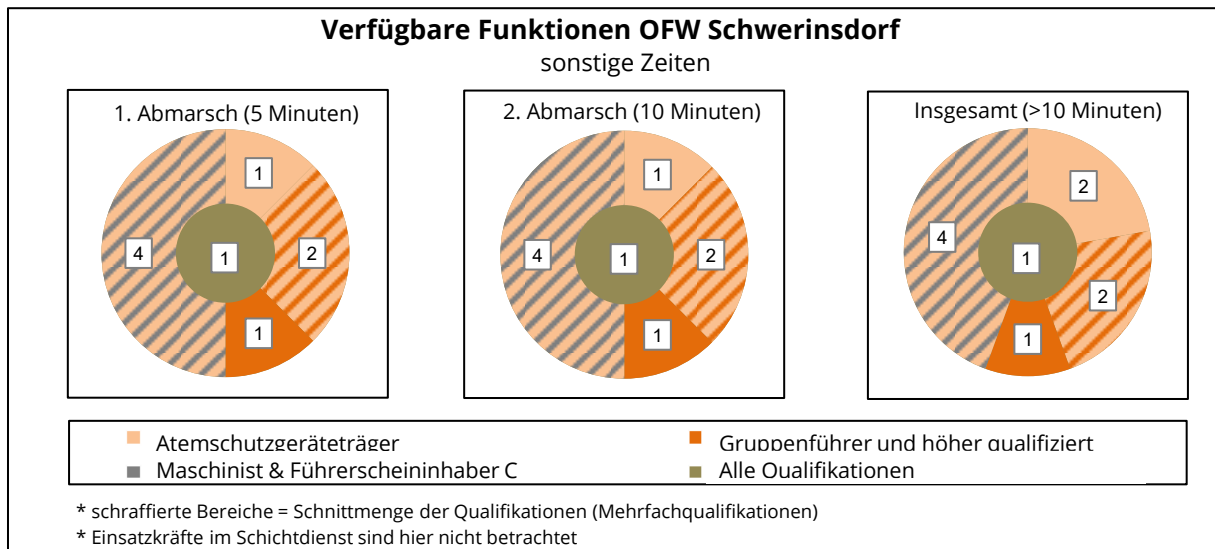 Verfügbare Funktionen OFW Schwerinsdorf
sonstige Zeiten
1. Abmarsch (5 Minuten)
1
4
1
2
1
2. Abmarsch (10 Minuten)
1
4
1
2
1
Insgesamt (>10 Minuten)
2
4
1
2
1
Atemschutzgeräteträger
Gruppenführer und höher qualifiziert
Maschinist & Führerscheininhaber C
Alle Qualifikationen
* schraffierte Bereiche = Schnittmenge der Qualifikationen (Mehrfachqualifikationen)
* Einsatzkräfte im Schichtdienst sind hier nicht betrachtet